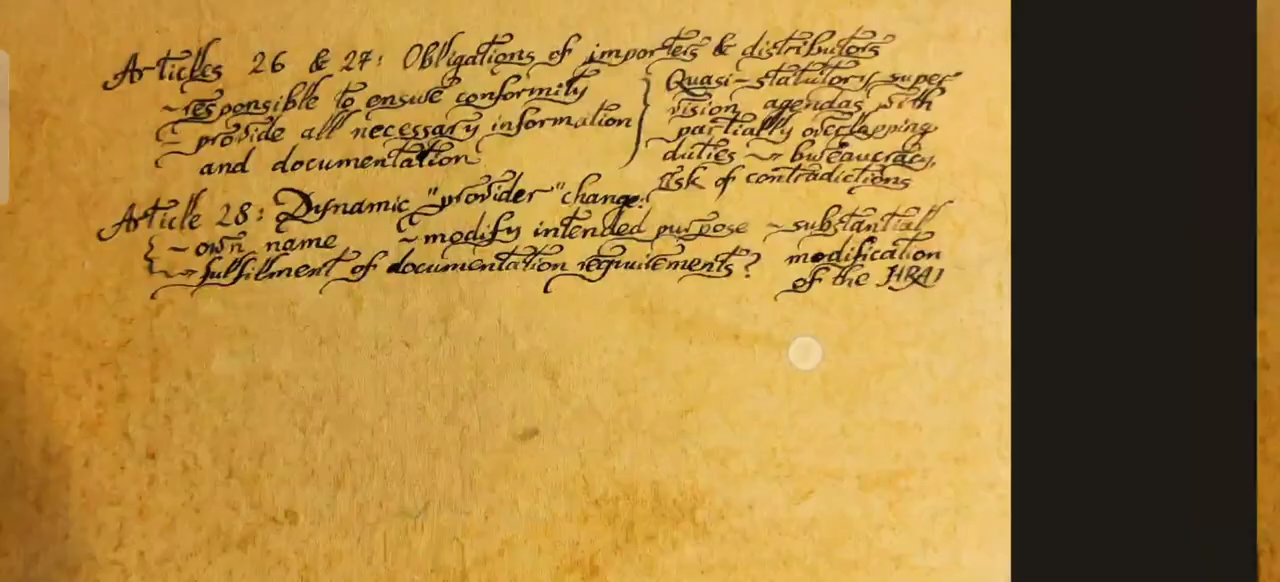 Articles 26 & 27: Obligations of importers & distributors
~responsible to ensure conformity
~ provide all necessary information
and documentation
Quasi-statutory super
vision agendas with
partially overlapping
duties ~> bureaucracy,
risk of contradictions
Article 28: Dynamic "provider" change:
~ own name ~modify intended purpose ~substantial
modification
of the HRAI
~> fulfilment of documentation requirements?